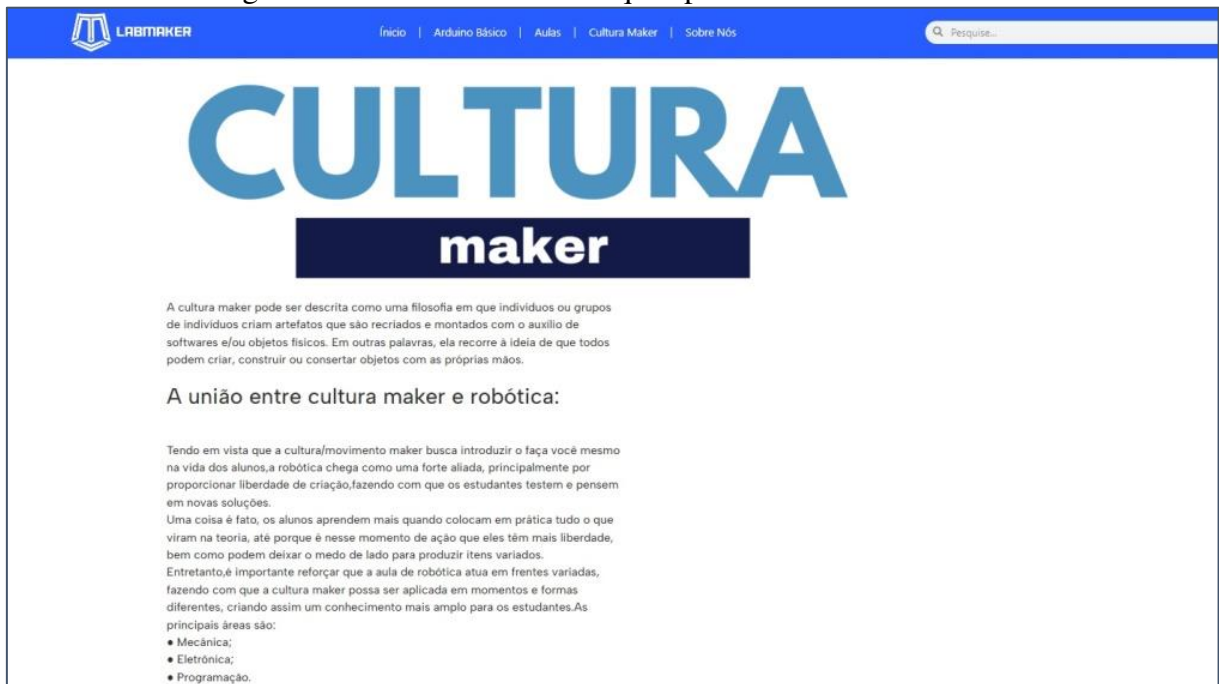 LABMAKER
Ínicio | Arduino Básico | Aulas | Cultura Maker | Sobre Nós
Pesquise...
CULTURA
maker
A cultura maker pode ser descrita como uma filosofia em que indivíduos ou grupos
de indivíduos criam artefatos que são recriados e montados com o auxílio de
softwares e/ou objetos físicos. Em outras palavras, ela recorre à ideia de que todos
podem criar, construir ou consertar objetos com as próprias mãos.
A união entre cultura maker e robótica:
Tendo em vista que a cultura/movimento maker busca introduzir o faça você mesmo
na vida dos alunos,a robótica chega como uma forte aliada, principalmente por
proporcionar liberdade de criação,fazendo com que os estudantes testem e pensem
em novas soluções.
Uma coisa é fato, os alunos aprendem mais quando colocam em prática tudo o que
viram na teoria, até porque é nesse momento de ação que eles têm mais liberdade,
bem como podem deixar o medo de lado para produzir itens variados.
Entretanto,é importante reforçar que a aula de robótica atua em frentes variadas,
fazendo com que a cultura maker possa ser aplicada em momentos e formas
diferentes, criando assim um conhecimento mais amplo para os estudantes.As
principais áreas são:
● Mecânica;
● Eletrônica;
● Programação.